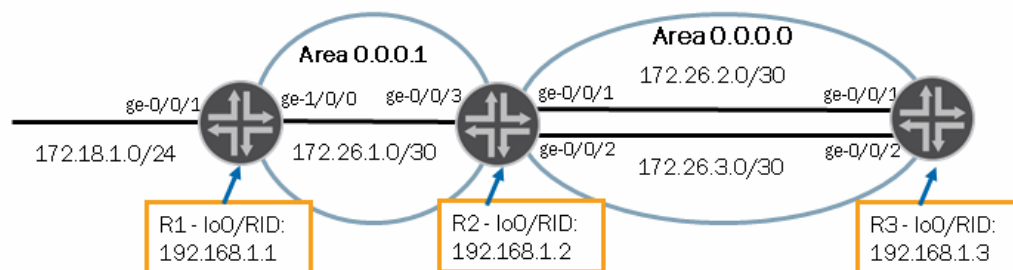 Area 0.0.0.1
Area 0.0.0.0
172.26.2.0/30
ge-0/0/1
ge-1/0/0
ge-0/0/3
ge-0/0/1
ge-0/0/1
172.18.1.0/24
172.26.1.0/30
ge-0/0/2
172.26.3.0/30
ge-0/0/2
R1 - lo0/RID:
192.168.1.1
R2 - lo0/RID:
192.168.1.2
R3 - lo0/RID:
192.168.1.3